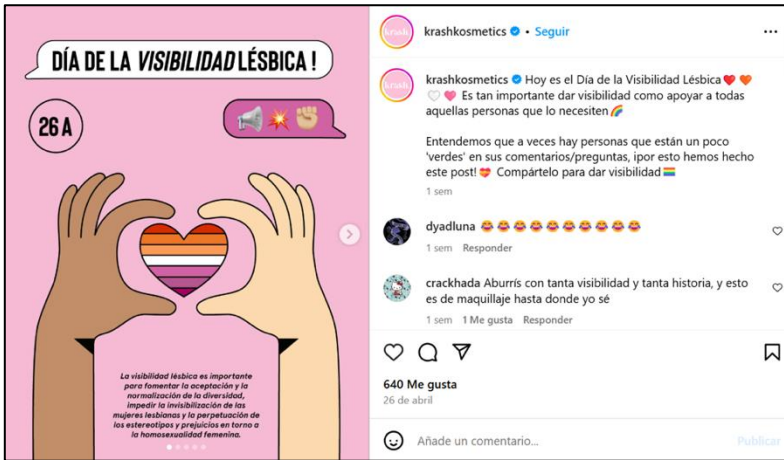 DÍA DE LA VISIBILIDAD LÉSBICA !
26 A
La visibilidad lésbica es importante
para fomentar la aceptación y la
normalización de la diversidad,
impedir la invisibilización de las
mujeres lesbianas y la perpetuación de
los estereotipos y prejuicios en torno a
la homosexualidad femenina.
krash
krashkosmetics • Seguir
krash
krashkosmetics Hoy es el Día de la Visibilidad Lésbica❤️🧡
🤍💗 Es tan importante dar visibilidad como apoyar a todas
aquellas personas que lo necesiten🌈
Entendemos que a veces hay personas que están un poco
'verdes' en sus comentarios/preguntas, ¡por esto hemos hecho
este post!💝 Compártelo para dar visibilidad🏳️‍🌈
1 sem
dyadluna 😂😂😂😂😂😂😂😂😂😂
1 sem Responder
crackhada Aburrís con tanta visibilidad y tanta historia, y esto
es de maquillaje hasta donde yo sé
1 sem 1 Me gusta Responder
640 Me gusta
26 de abril
Añade un comentario... Publicar